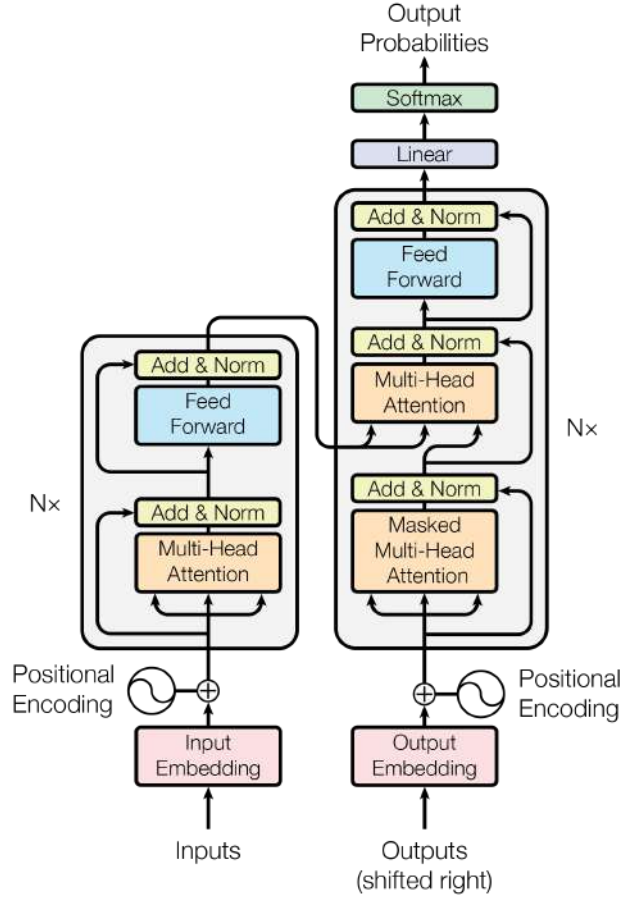 Output
Probabilities
Softmax
Linear
Add & Norm
Feed
Forward
Add & Norm
Multi-Head
Attention
Add & Norm
Masked
Multi-Head
Attention
N×
Add & Norm
Feed
Forward
Add & Norm
Multi-Head
Attention
N×
Positional
Encoding
Positional
Encoding
Input
Embedding
Output
Embedding
Inputs
Outputs
(shifted right)